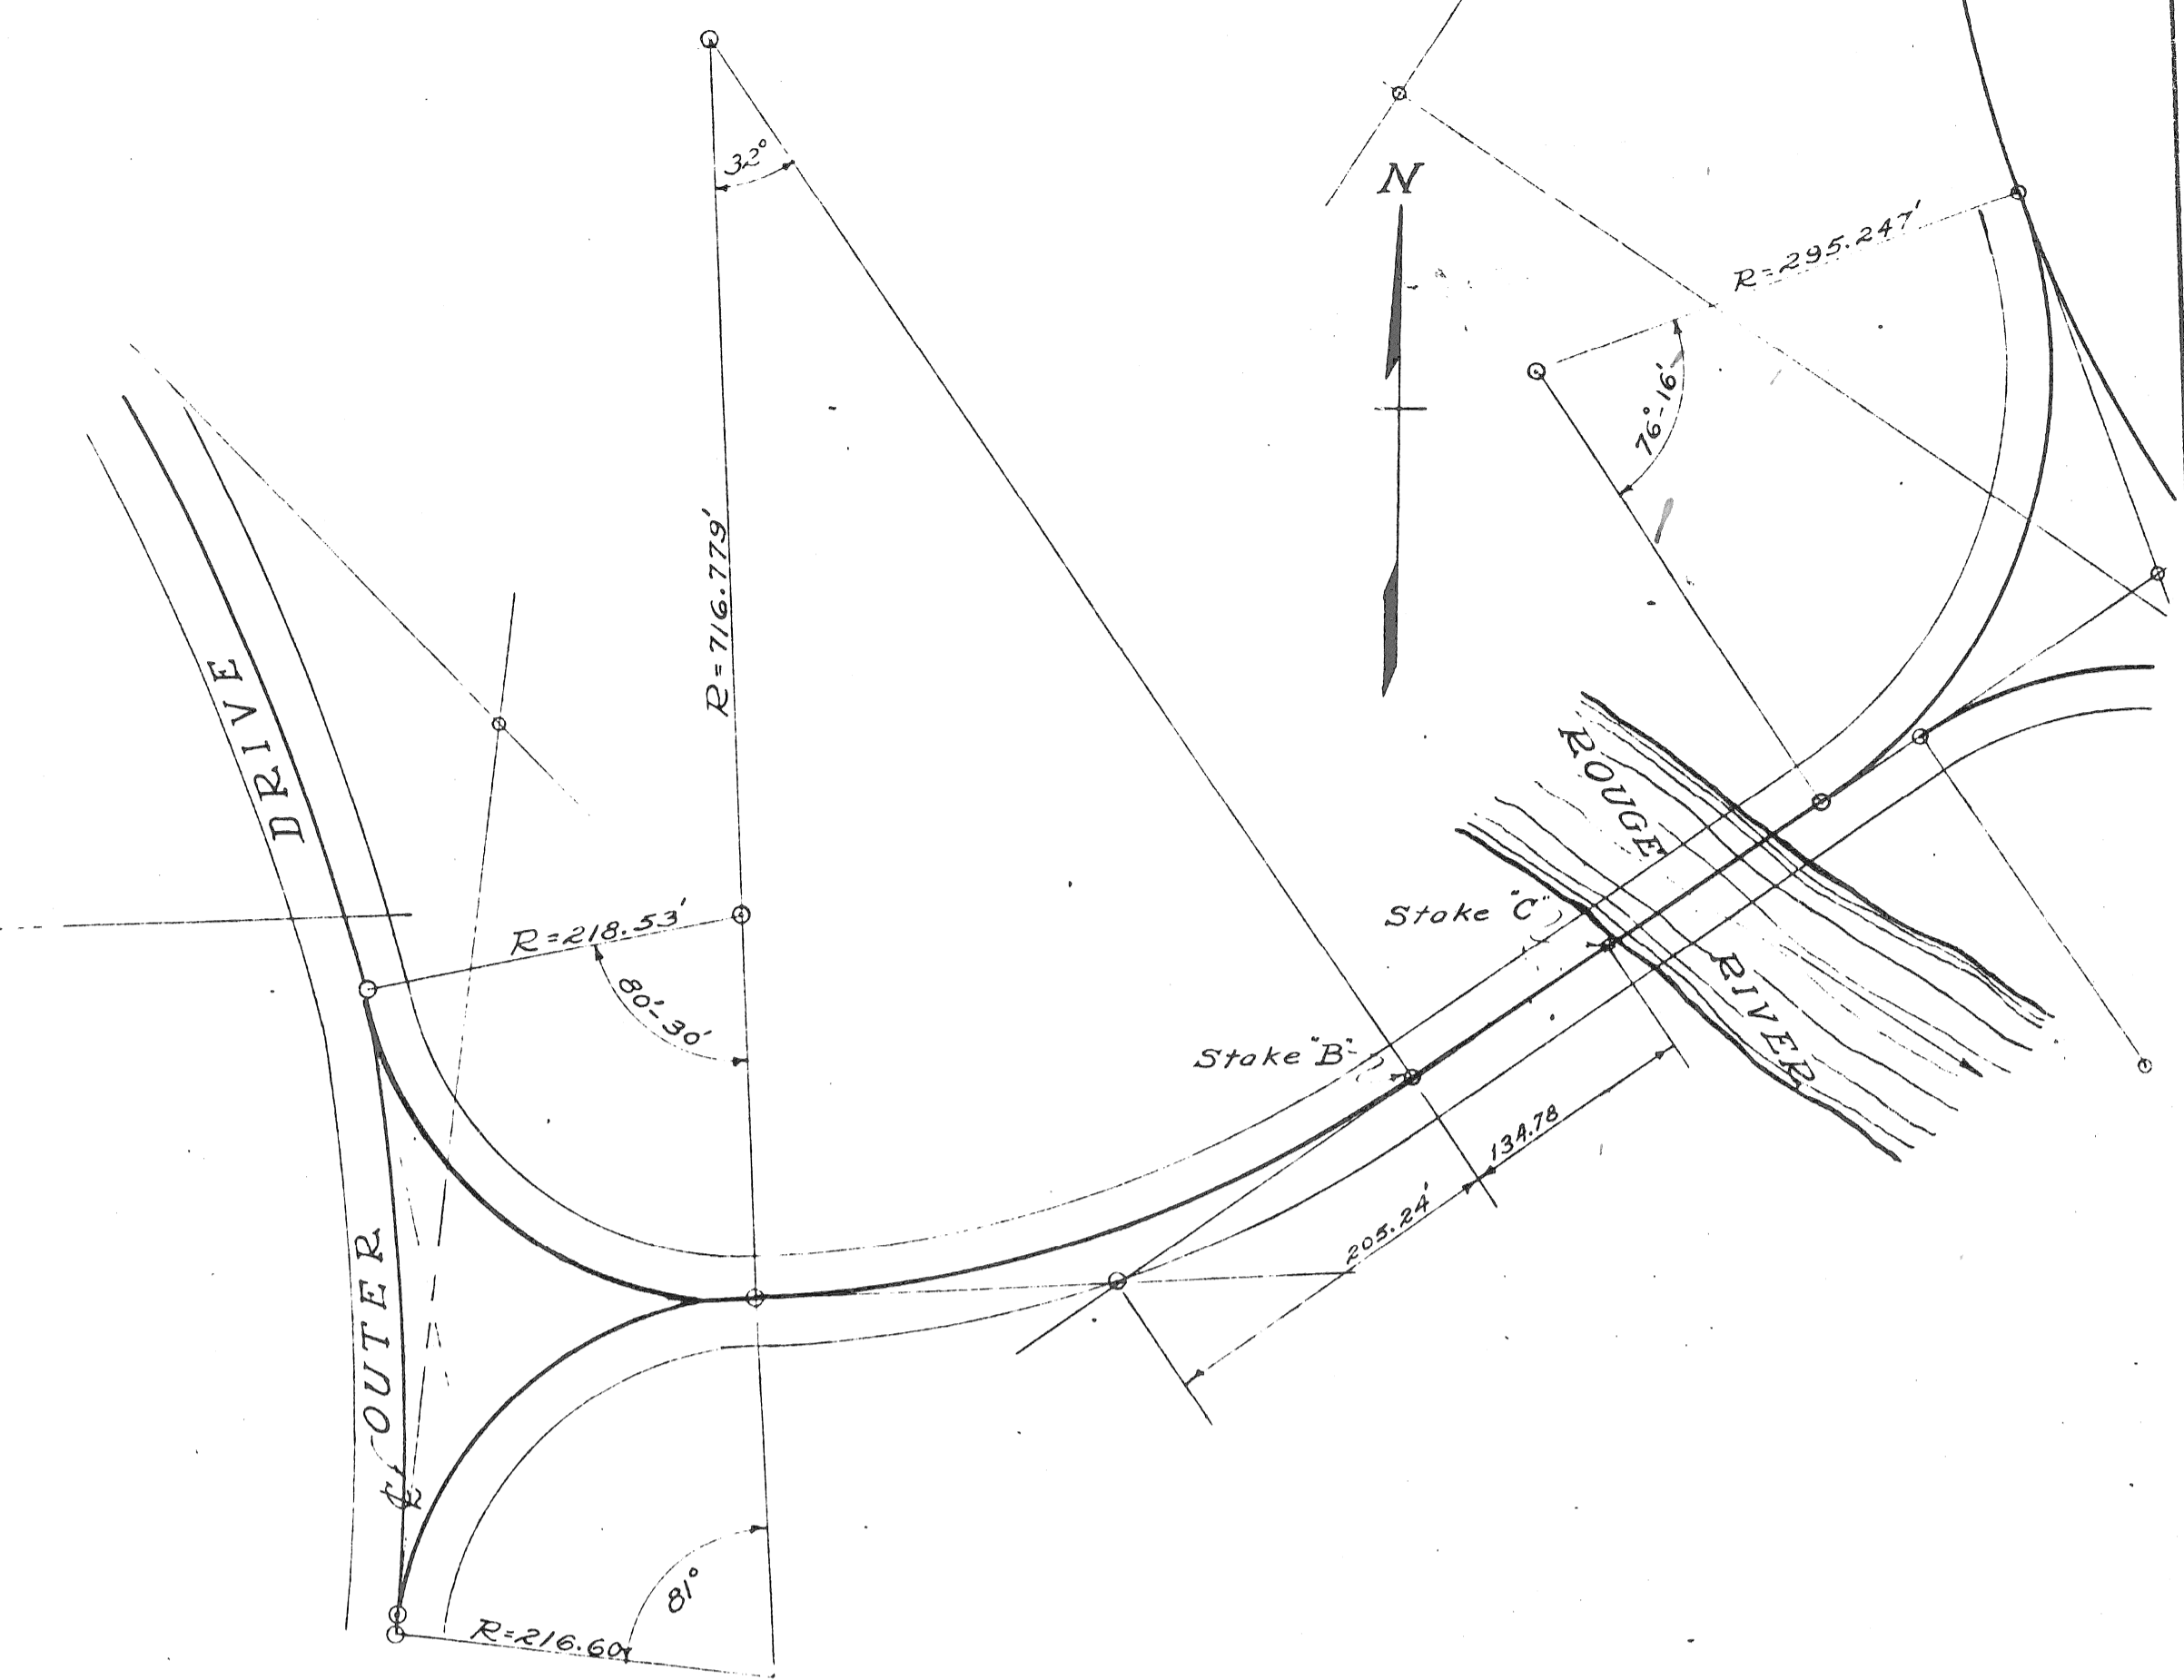 32°
N
R=295.247'
76°-16'
R=716.779'
DRIVE
ROUGE
R=218.53'
Stake "C"
80'-30'
RIVER
Stake "B"
134.78
205.24'
OUTER
℄
81°
R=216.60